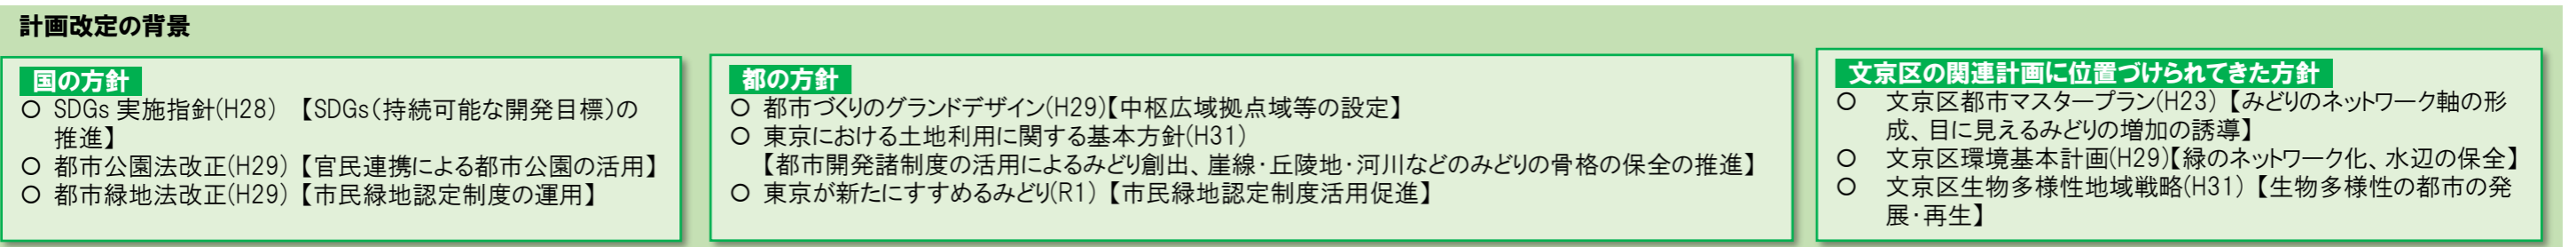 計画改定の背景
国の方針
○ SDGs 実施指針(H28) 【SDGs(持続可能な開発目標)の
推進】
○ 都市公園法改正(H29) 【官民連携による都市公園の活用】
○ 都市緑地法改正(H29) 【市民緑地認定制度の運用】
都の方針
○ 都市づくりのグランドデザイン(H29)【中枢広域拠点域等の設定】
○ 東京における土地利用に関する基本方針(H31)
【都市開発諸制度の活用によるみどり創出、崖線・丘陵地・河川などのみどりの骨格の保全の推進】
○ 東京が新たにすすめるみどり(R1) 【市民緑地認定制度活用促進】
文京区の関連計画に位置づけられてきた方針
○ 文京区都市マスタープラン(H23) 【みどりのネットワーク軸の形
成、目に見えるみどりの増加の誘導】
○ 文京区環境基本計画(H29)【緑のネットワーク化、水辺の保全】
○ 文京区生物多様性地域戦略(H31) 【生物多様性の都市の発
展・再生】